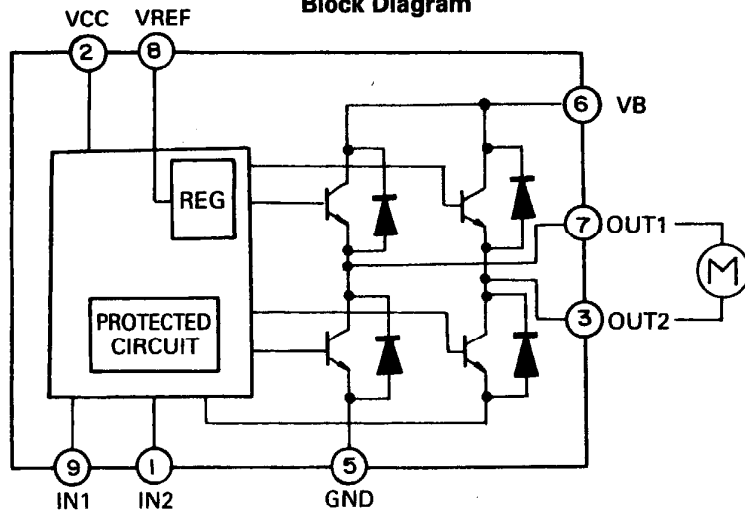 Block Diagram
VCC VREF
2 8
6 VB
REG
7 OUT1
M
PROTECTED
CIRCUIT
3 OUT2
9 1 5
IN1 IN2 GND